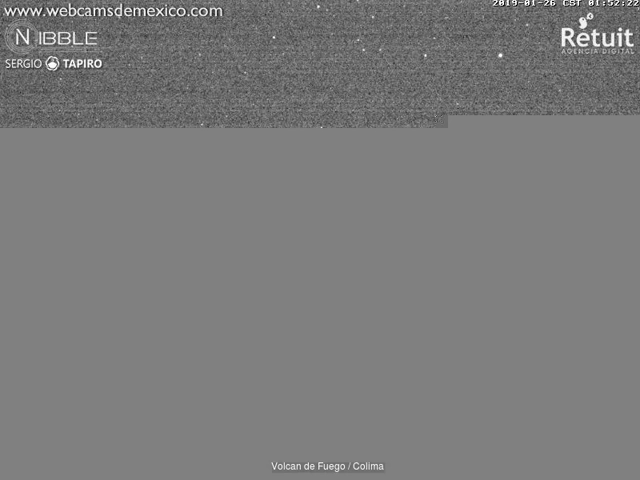 www.webcamsdemexico.com
2019-01-26 CST 01:52:22
NIBBLE
Retuit
AGENCIA DIGITAL
SERGIO TAPIRO
Volcan de Fuego / Colima